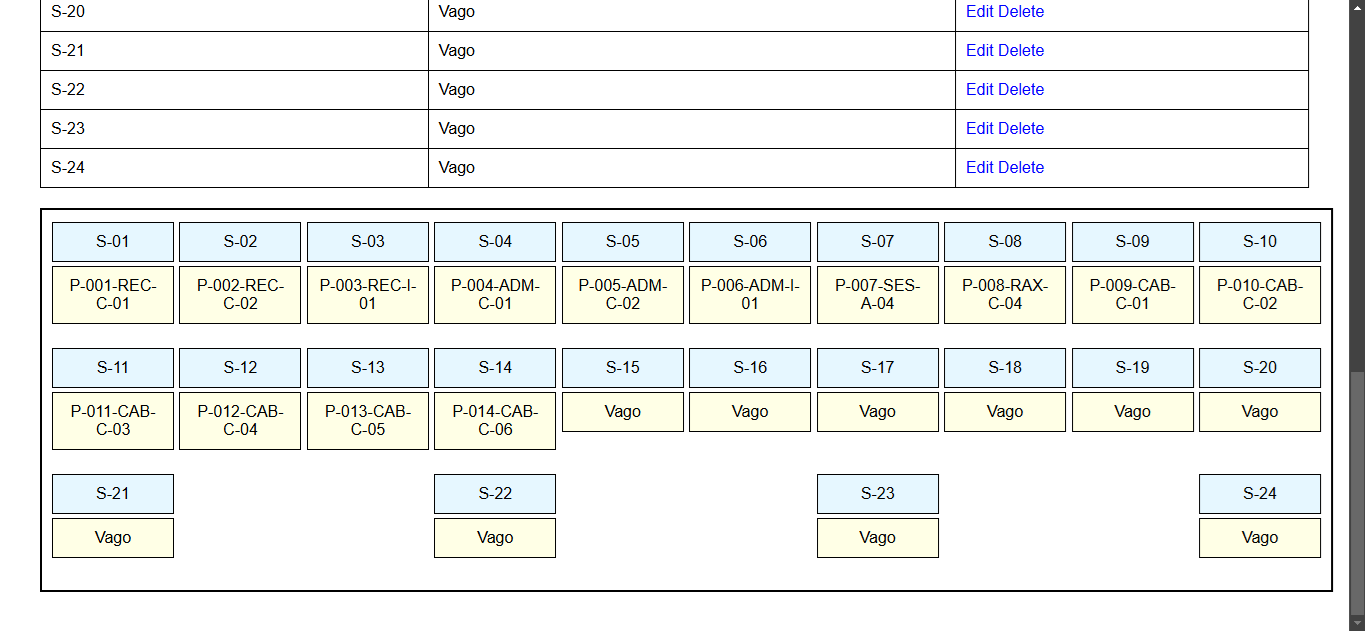 S-20 Vago Edit Delete
S-21 Vago Edit Delete
S-22 Vago Edit Delete
S-23 Vago Edit Delete
S-24 Vago Edit Delete
S-01 S-02 S-03 S-04 S-05 S-06 S-07 S-08 S-09 S-10
P-001-REC- P-002-REC- P-003-REC-I- P-004-ADM- P-005-ADM- P-006-ADM-I- P-007-SES- P-008-RAX- P-009-CAB- P-010-CAB-
C-01 C-02 01 C-01 C-02 01 A-04 C-04 C-01 C-02
S-11 S-12 S-13 S-14 S-15 S-16 S-17 S-18 S-19 S-20
P-011-CAB- P-012-CAB- P-013-CAB- P-014-CAB- Vago Vago Vago Vago Vago Vago
C-03 C-04 C-05 C-06
S-21 S-22 S-23 S-24
Vago Vago Vago Vago